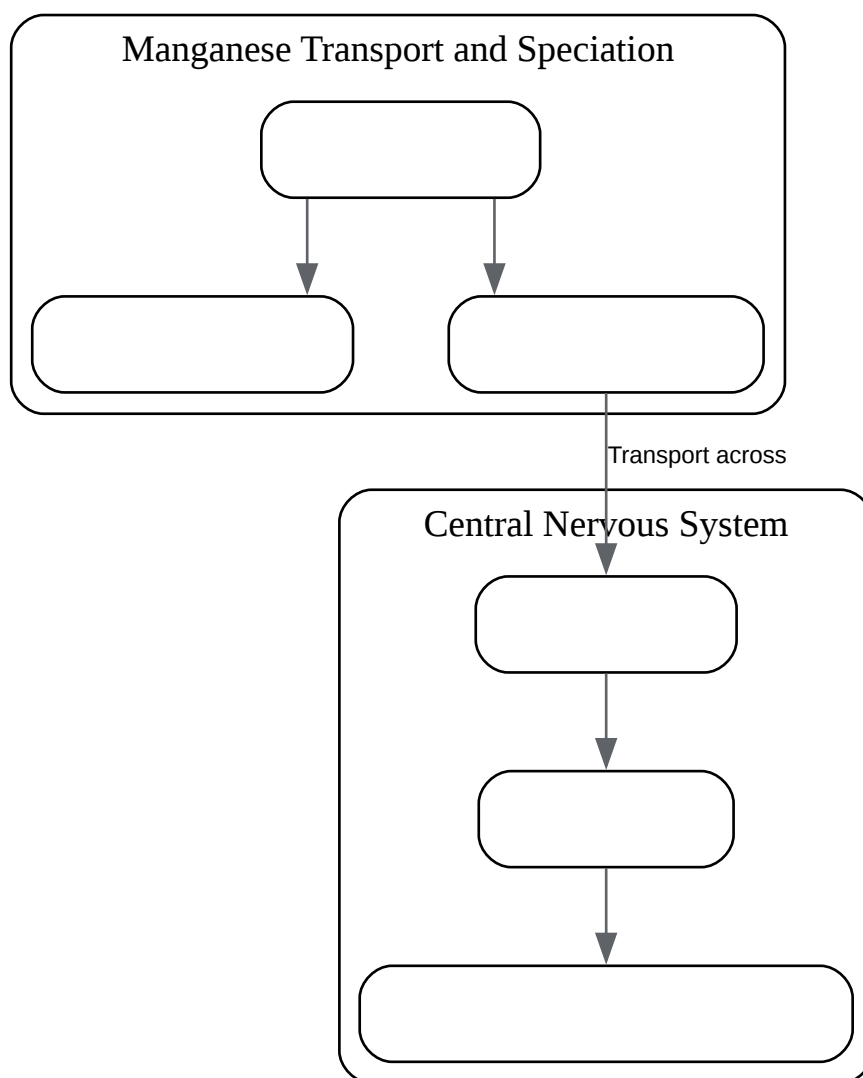 Manganese Transport and Speciation
Transport across
Central Nervous System